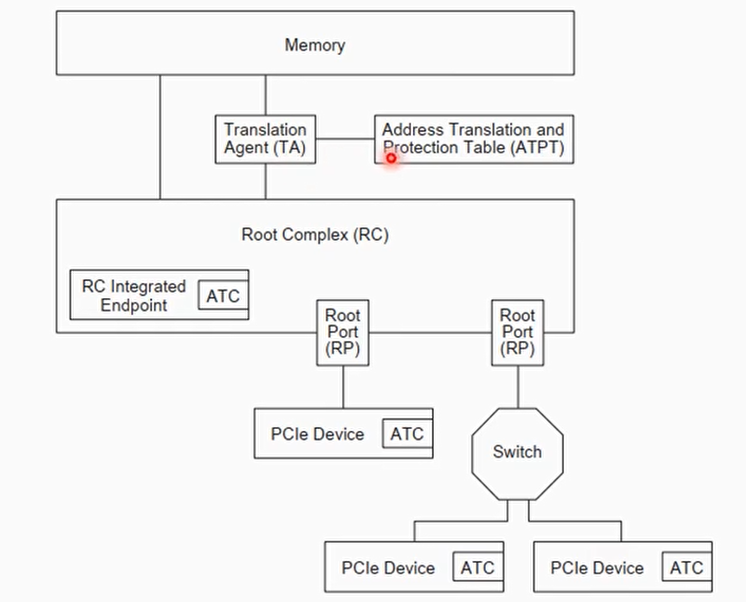 Memory
Translation
Agent (TA)
Address Translation and
Protection Table (ATPT)
Root Complex (RC)
RC Integrated
Endpoint
ATC
Root
Port
(RP)
Root
Port
(RP)
PCIe Device
ATC
Switch
PCIe Device
ATC
PCIe Device
ATC